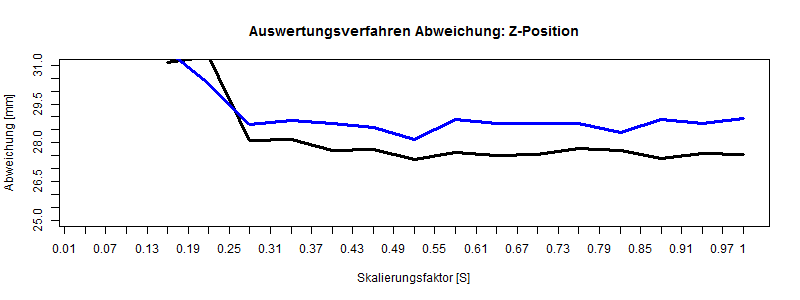 Auswertungsverfahren Abweichung: Z-Position
Abweichung [mm]
31.0
29.5
28.0
26.5
25.0
0.01 0.07 0.13 0.19 0.25 0.31 0.37 0.43 0.49 0.55 0.61 0.67 0.73 0.79 0.85 0.91 0.97 1
Skalierungsfaktor [S]